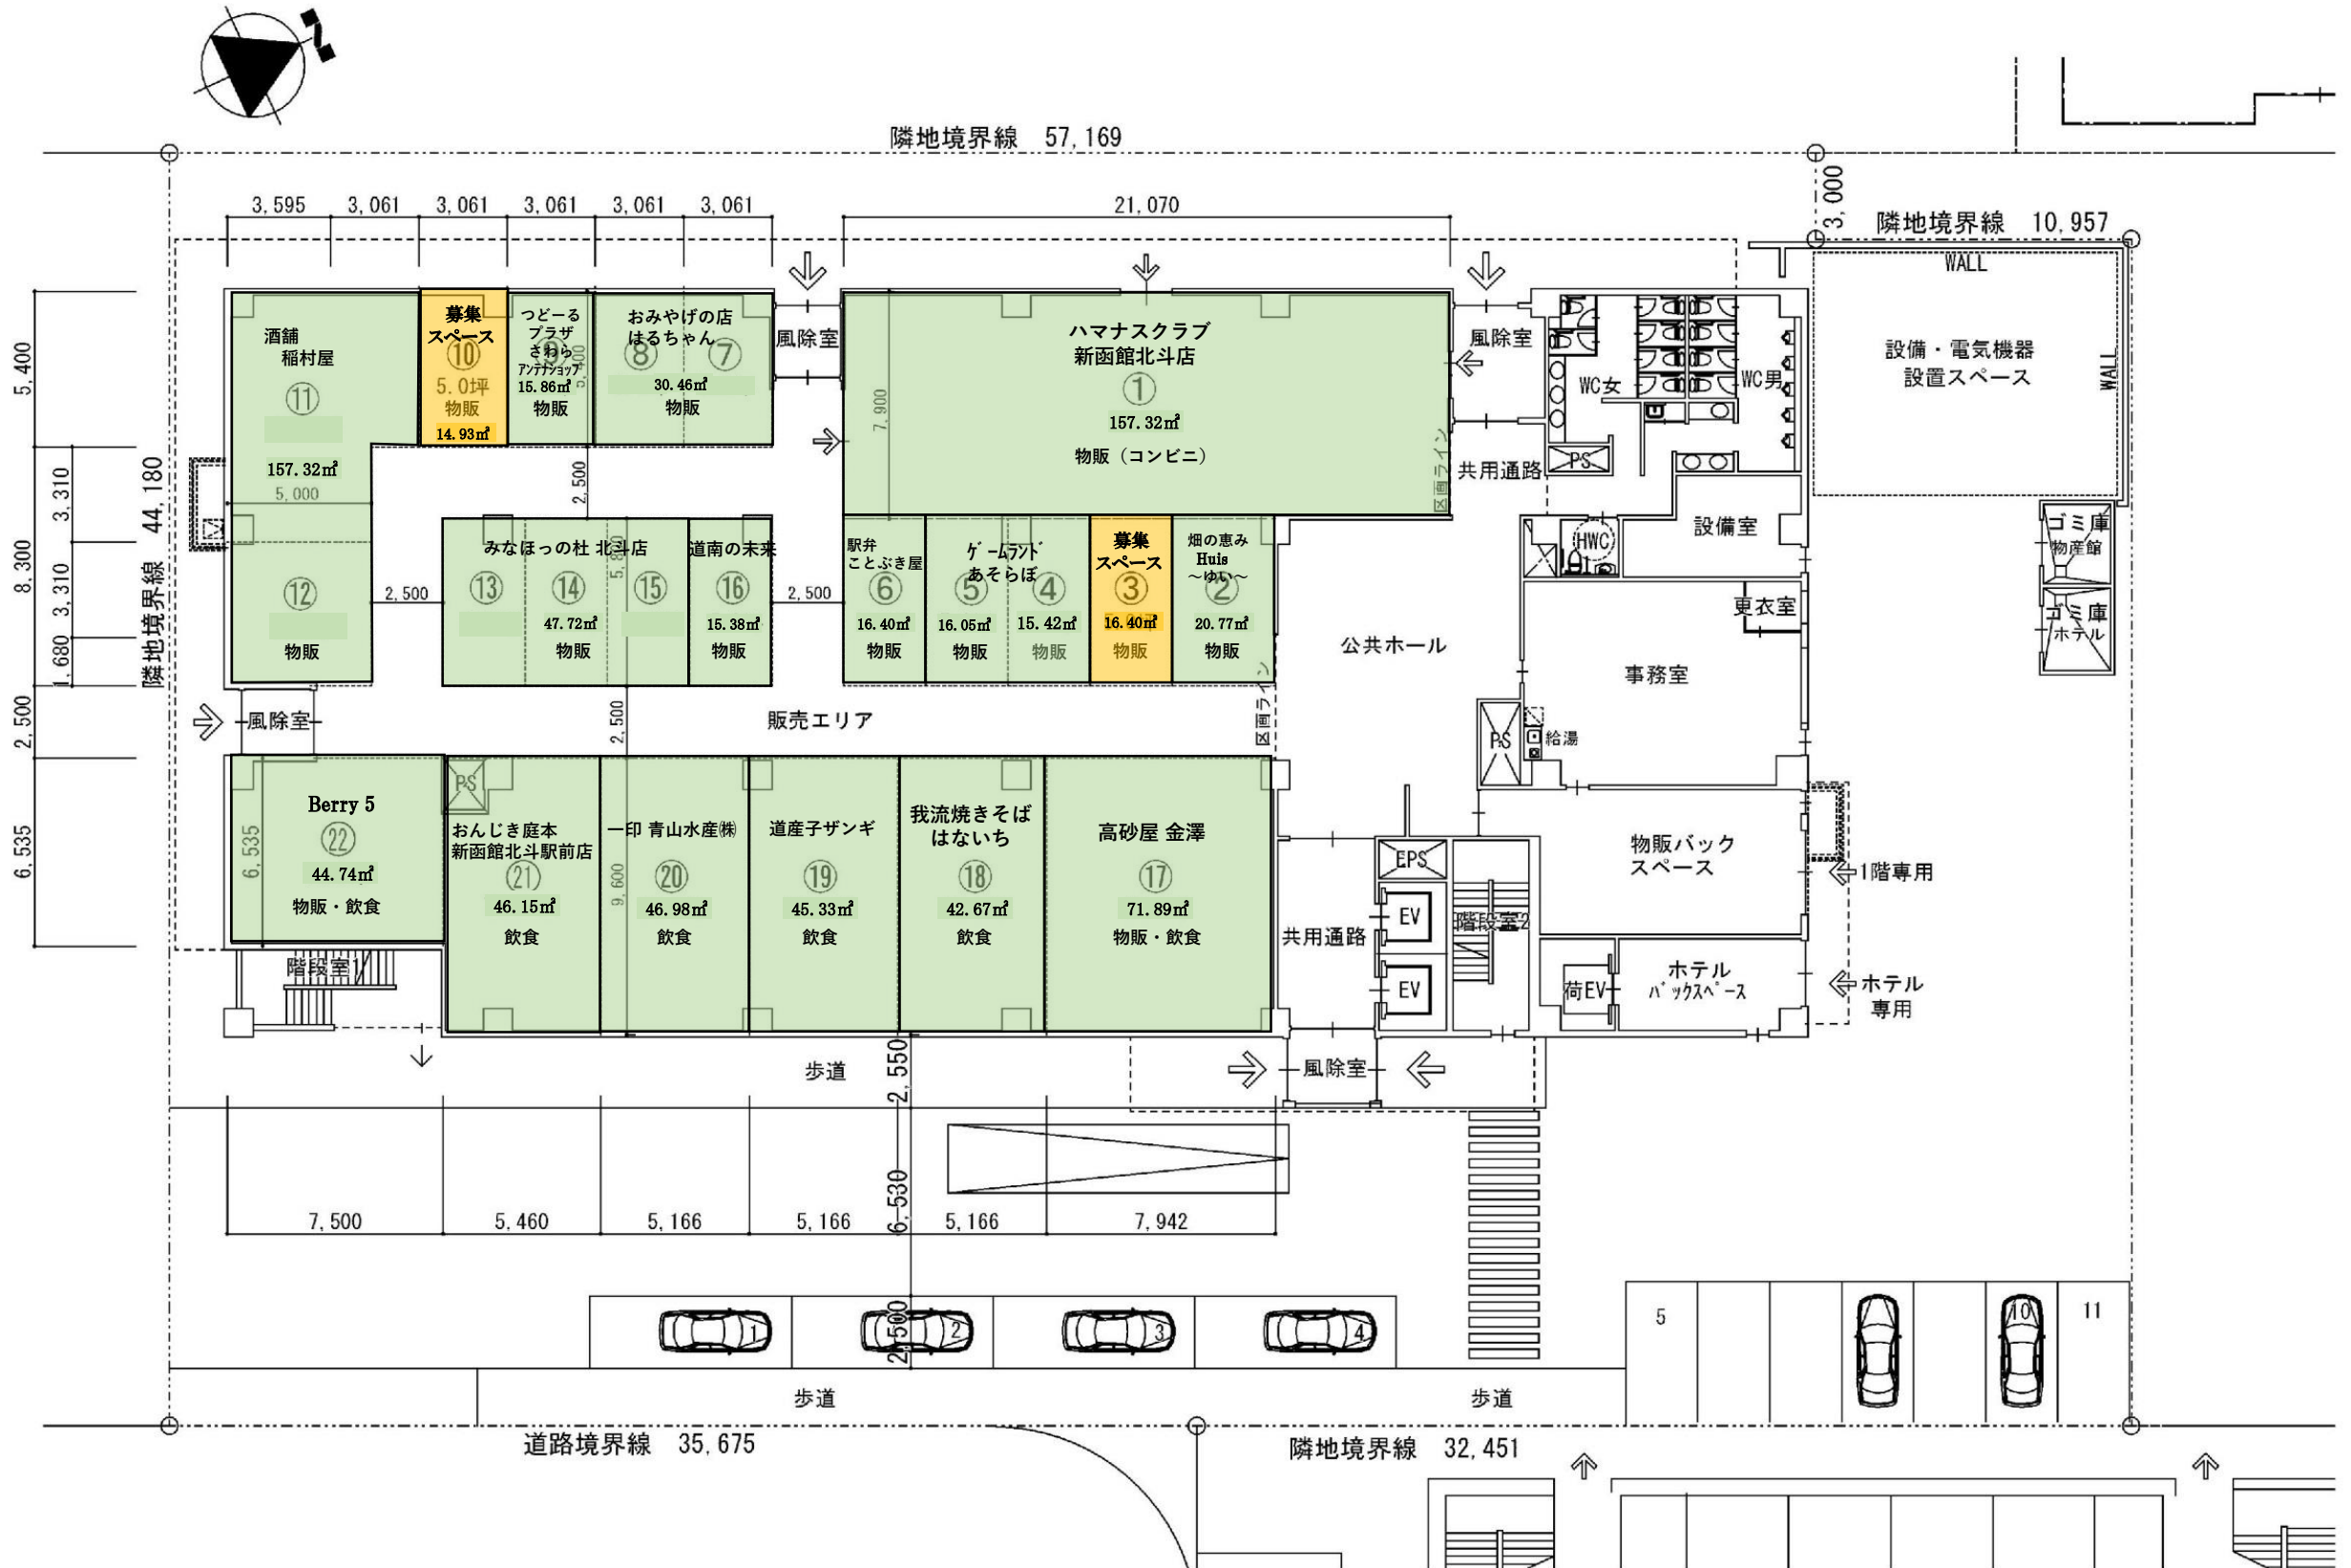 隣地境界線 57,169
3,000
隣地境界線 10,957
3,595 3,061 3,061 3,061 3,061 3,061
21,070
WALL
WALL
設備・電気機器
設置スペース
5,400
3,310
8,300
3,310
1,680
2,500
6,535
隣地境界線 44,180
酒舗
稲村屋
⑪
157.32㎡
5,000
⑫
物販
募集
スペース
⑩
5.0坪
物販
14.93㎡
つどーる
プラザ
さわら
アンテナショップ
⑨
15.86㎡
物販
おみやげの店
はるちゃん
⑧ ⑦
30.46㎡
物販
風除室
ハマナスクラブ
新函館北斗店
①
157.32㎡
物販(コンビニ)
7,900
区画ライン
風除室
共用通路
WC女
WC男
PS
設備室
HWC
更衣室
事務室
ゴミ庫
物産館
ゴミ庫
ホテル
2,500
2,500
みなほっの杜 北斗店
⑬ ⑭ ⑮
47.72㎡
物販
道南の未来
⑯
15.38㎡
物販
2,500
駅弁
ことぶき屋
⑥
16.40㎡
物販
ゲームランド
あそらぼ
⑤ ④
16.05㎡ 15.42㎡
物販 物販
募集
スペース
③
16.40㎡
物販
畑の恵み
Huis
~ゆい~
②
20.77㎡
物販
公共ホール
区画ライン
風除室
2,500
販売エリア
PS
給湯
Berry 5
㉒
44.74㎡
物販・飲食
6,535
PS
おんじき庭本
新函館北斗駅前店
㉑
46.15㎡
飲食
一印 青山水産㈱
⑳
46.98㎡
飲食
9,600
道産子ザンギ
⑲
45.33㎡
飲食
我流焼きそば
はないち
⑱
42.67㎡
飲食
高砂屋 金澤
⑰
71.89㎡
物販・飲食
共用通路
EPS
EV
EV
階段室2
物販バック
スペース
1階専用
荷EV
ホテル
バックスペース
ホテル
専用
階段室1
歩道
2,550
風除室
6,530
7,500 5,460 5,166 5,166 5,166 7,942
2,500
1 2 3 4
5 10 11
歩道 歩道
道路境界線 35,675
隣地境界線 32,451